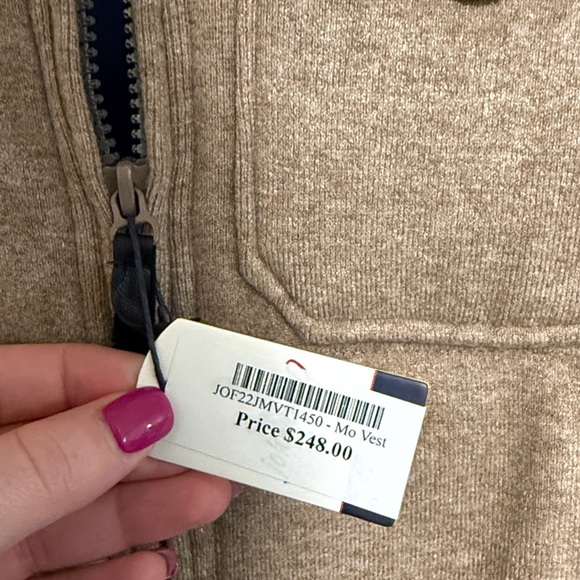 JOF22JMVT1450 - Mo Vest
Price $248.00